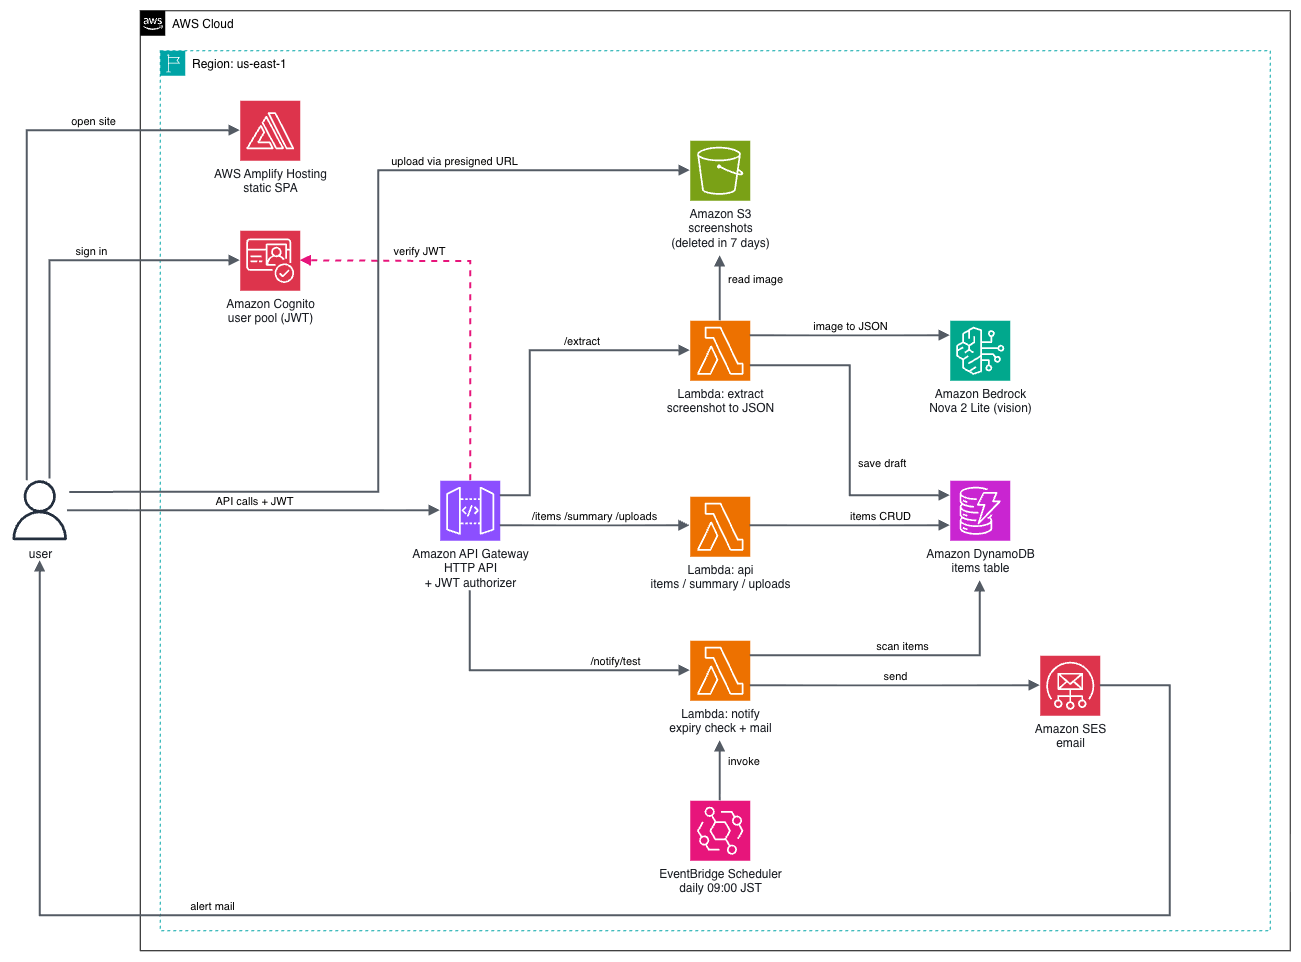 aws
AWS Cloud
Region: us-east-1
open site
AWS Amplify Hosting
static SPA
upload via presigned URL
Amazon S3
screenshots
(deleted in 7 days)
sign in
verify JWT
Amazon Cognito
user pool (JWT)
read image
/extract
image to JSON
Lambda: extract
screenshot to JSON
Amazon Bedrock
Nova 2 Lite (vision)
save draft
API calls + JWT
/items /summary /uploads
items CRUD
user
Amazon API Gateway
HTTP API
+ JWT authorizer
Lambda: api
items / summary / uploads
Amazon DynamoDB
items table
/notify/test
scan items
send
Lambda: notify
expiry check + mail
Amazon SES
email
invoke
EventBridge Scheduler
daily 09:00 JST
alert mail